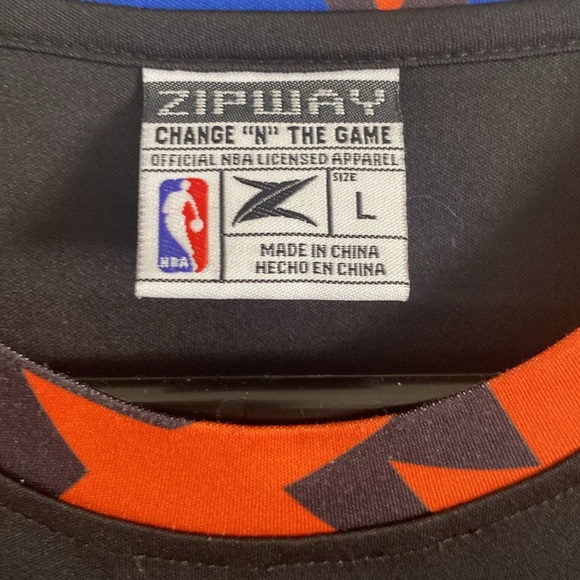 ZIPWAY
CHANGE "N" THE GAME
OFFICIAL NBA LICENSED APPAREL
SIZE
L
NBA
MADE IN CHINA
HECHO EN CHINA